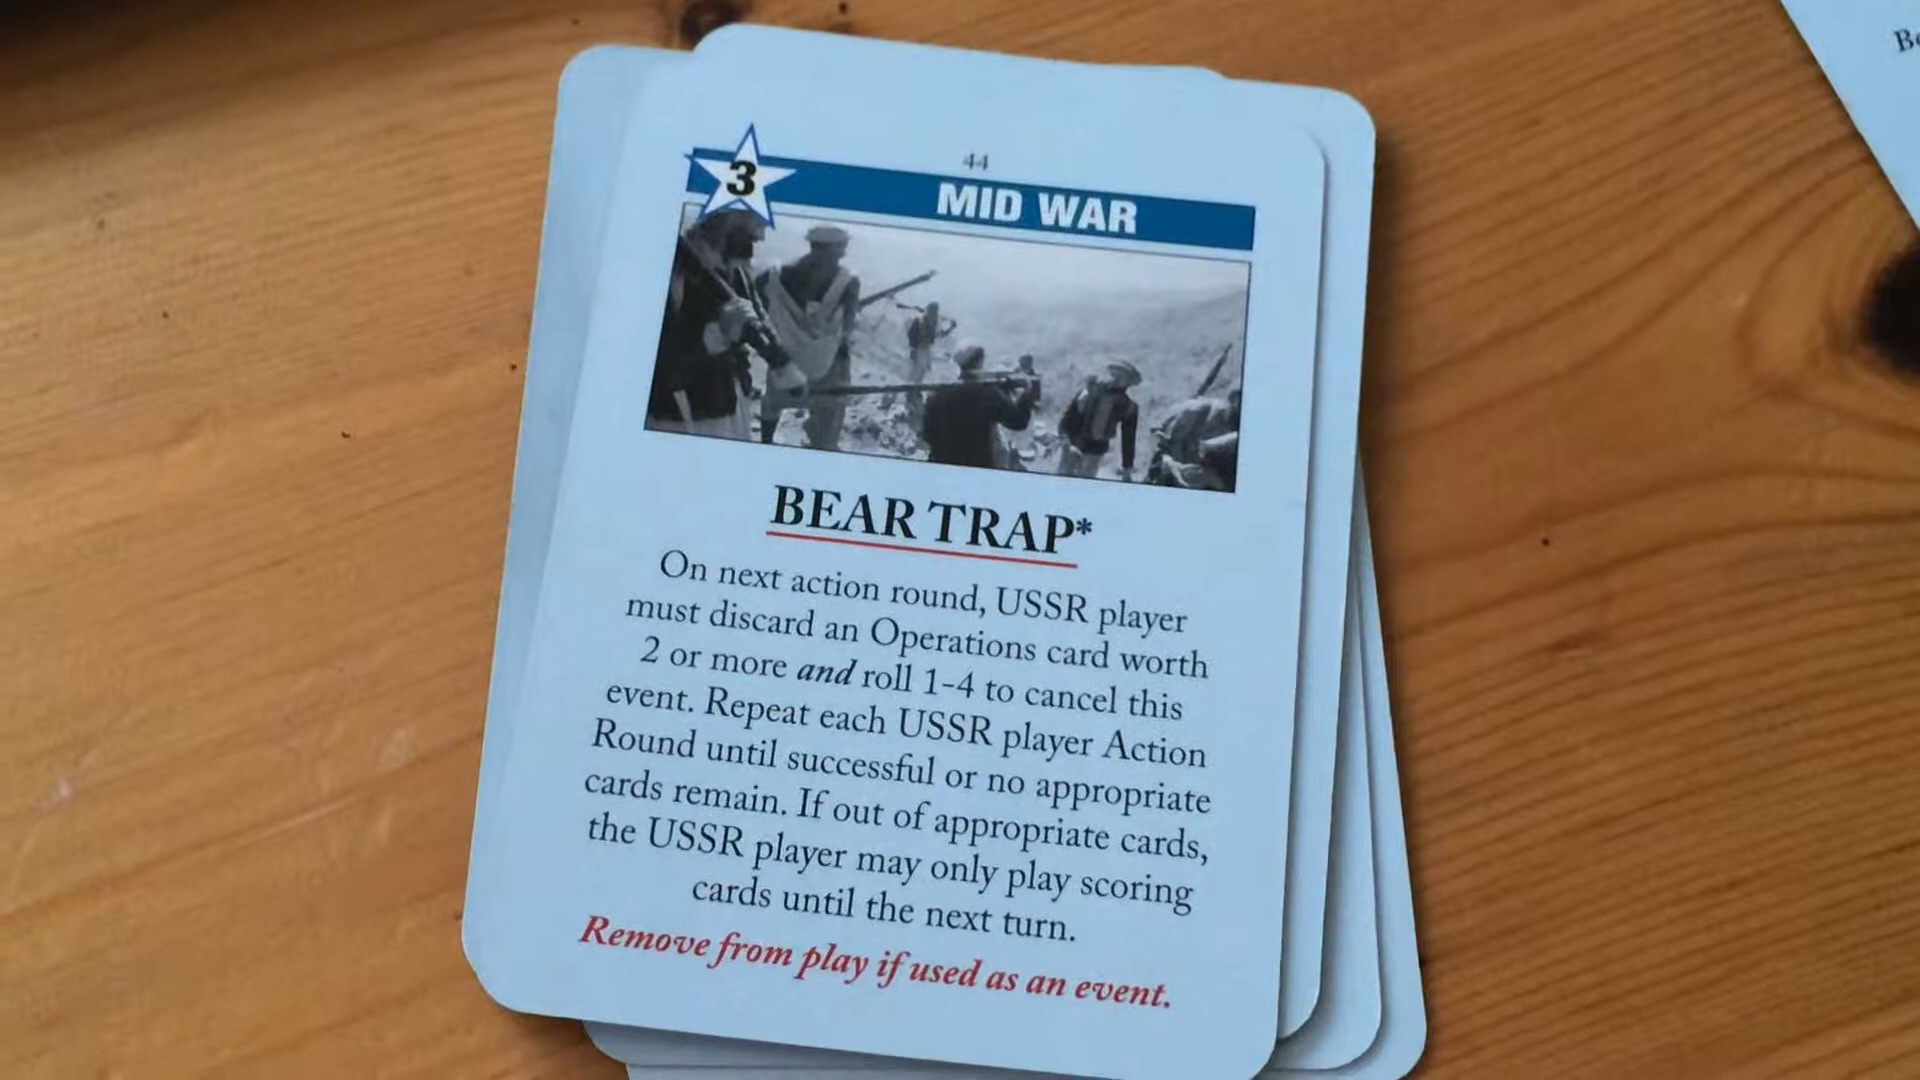 44
3
MID WAR
BEAR TRAP*
On next action round, USSR player
must discard an Operations card worth
2 or more and roll 1-4 to cancel this
event. Repeat each USSR player Action
Round until successful or no appropriate
cards remain. If out of appropriate cards,
the USSR player may only play scoring
cards until the next turn.
Remove from play if used as an event.